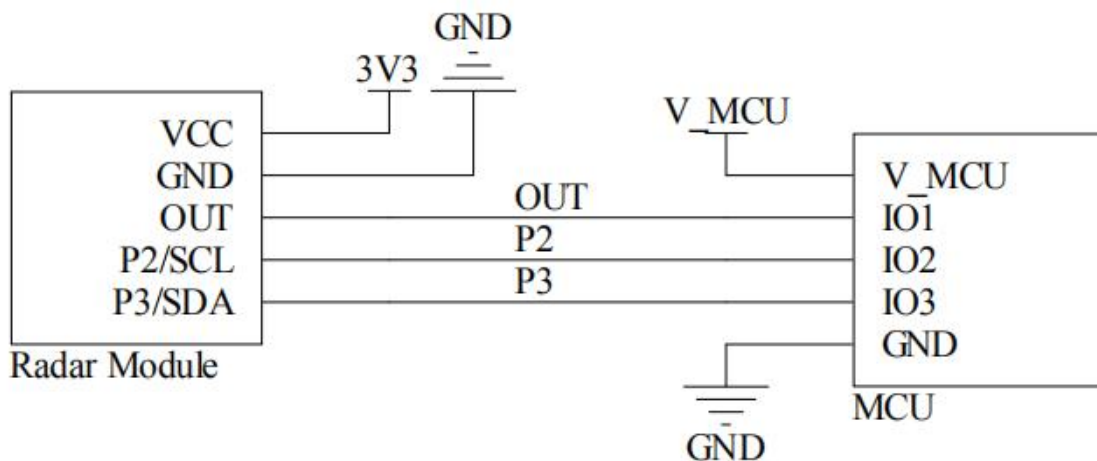 GND
3V3
V_MCU
VCC
GND
OUT
P2/SCL
P3/SDA
Radar Module
OUT
P2
P3
V_MCU
IO1
IO2
IO3
GND
MCU
GND